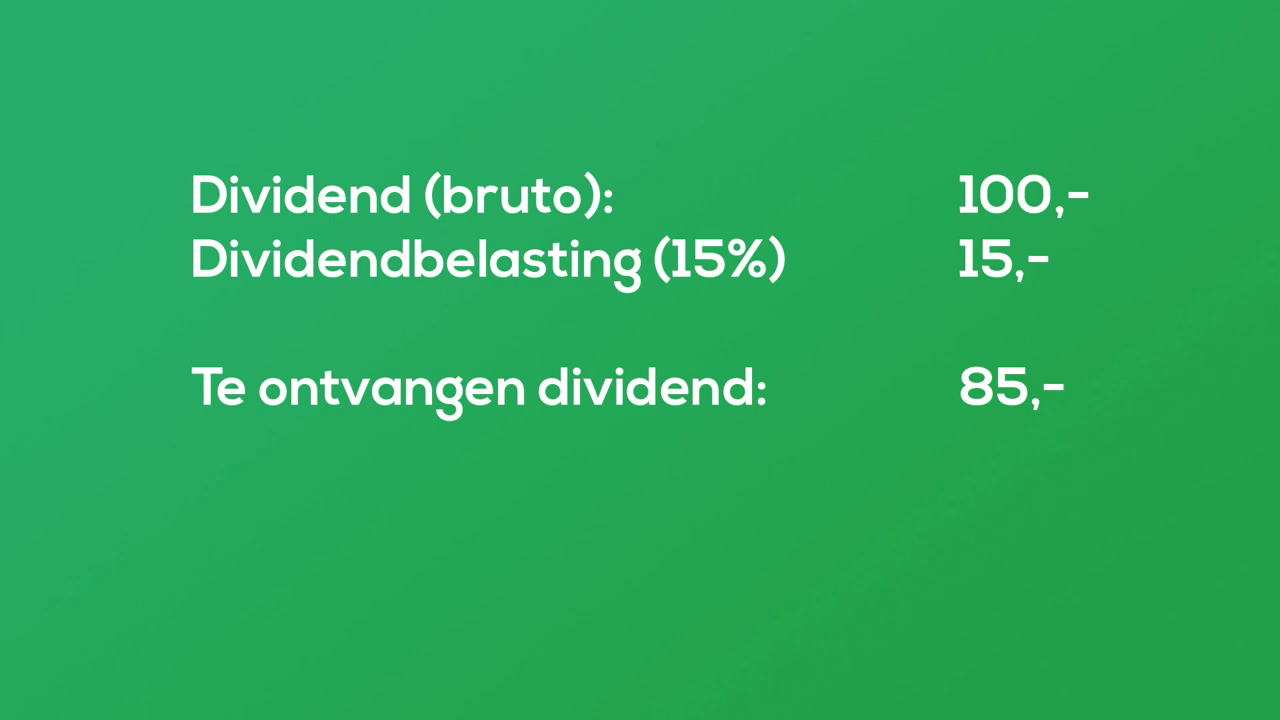 Dividend (bruto): 100,-
Dividendbelasting (15%) 15,-
Te ontvangen dividend: 85,-